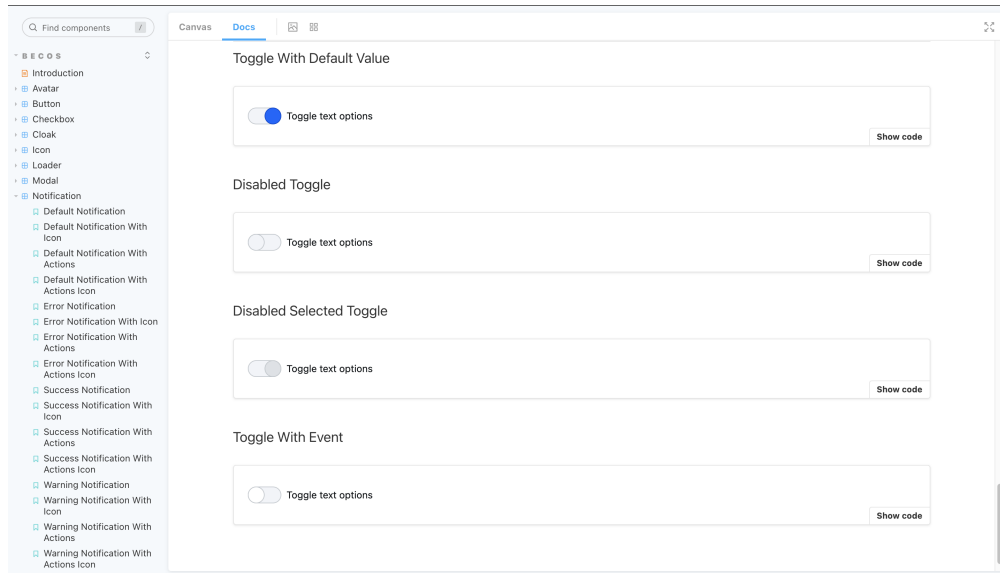 Find components
/
BECOS
Introduction
Avatar
Button
Checkbox
Cloak
Icon
Loader
Modal
Notification
Default Notification
Default Notification With
Icon
Default Notification With
Actions
Default Notification With
Actions Icon
Error Notification
Error Notification With Icon
Error Notification With
Actions
Error Notification With
Actions Icon
Success Notification
Success Notification With
Icon
Success Notification With
Actions
Success Notification With
Actions Icon
Warning Notification
Warning Notification With
Icon
Warning Notification With
Actions
Warning Notification With
Actions Icon
Canvas
Docs
Toggle With Default Value
Toggle text options
Show code
Disabled Toggle
Toggle text options
Show code
Disabled Selected Toggle
Toggle text options
Show code
Toggle With Event
Toggle text options
Show code